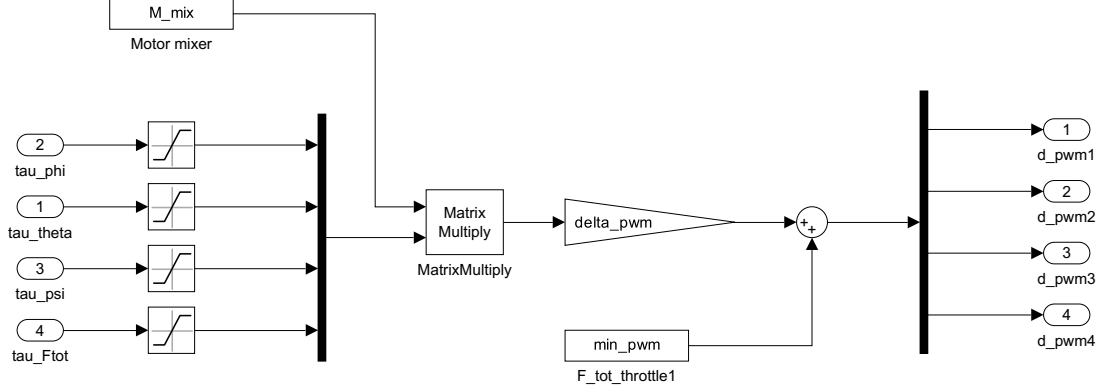 M_mix
Motor mixer
2
tau_phi
1
tau_theta
3
tau_psi
4
tau_Ftot
Matrix
Multiply
MatrixMultiply
delta_pwm
+
+
min_pwm
F_tot_throttle1
1
d_pwm1
2
d_pwm2
3
d_pwm3
4
d_pwm4